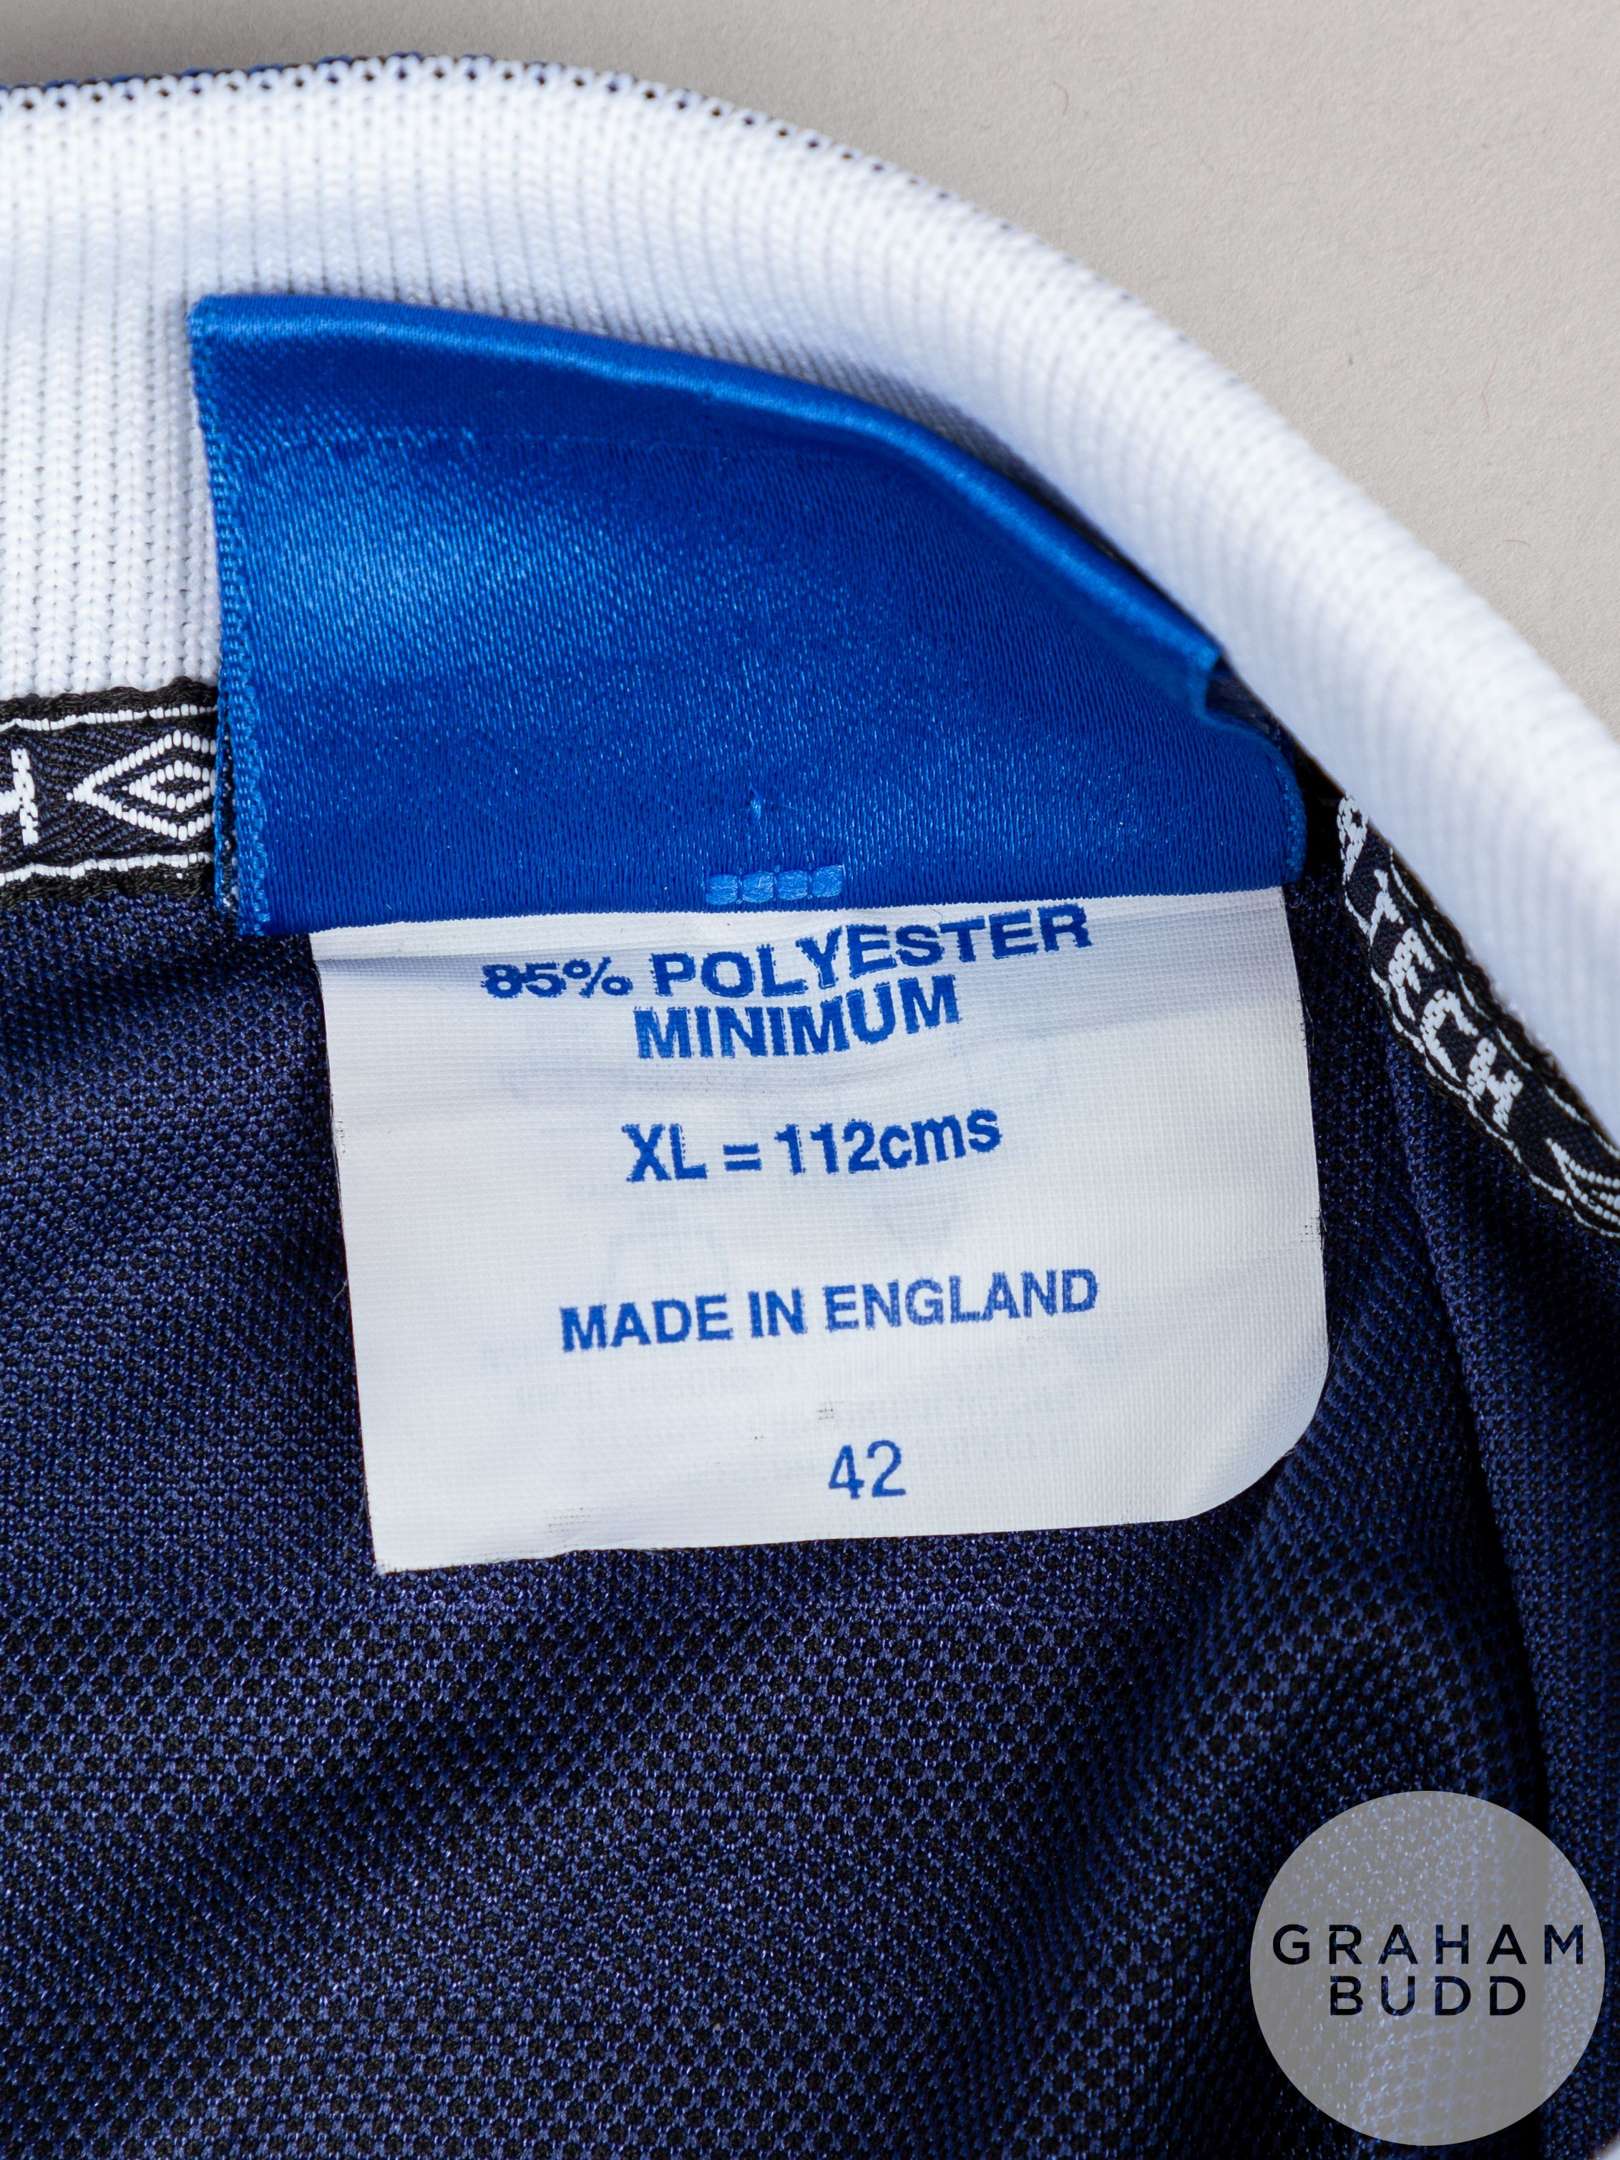 85% POLYESTER
MINIMUM
XL = 112cms
MADE IN ENGLAND
42
GRAHAM
BUDD